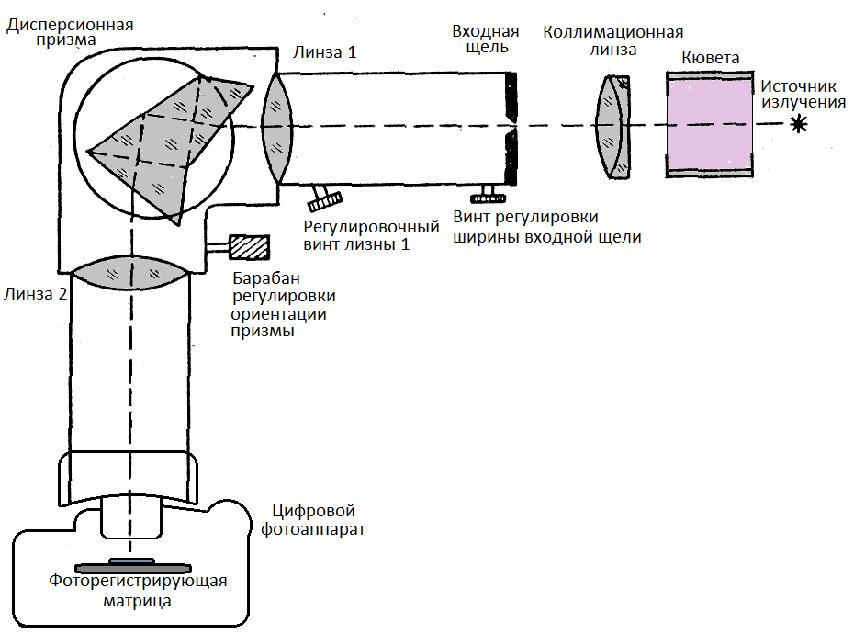 Дисперсионная
призма
Линза 1
Входная
щель
Коллимационная
линза
Кювета
Источник
излучения
Регулировочный
винт лизны 1
Винт регулировки
ширины входной щели
Линза 2
Барабан
регулировки
ориентации
призмы
Цифровой
фотоаппарат
Фоторегистрирующая
матрица